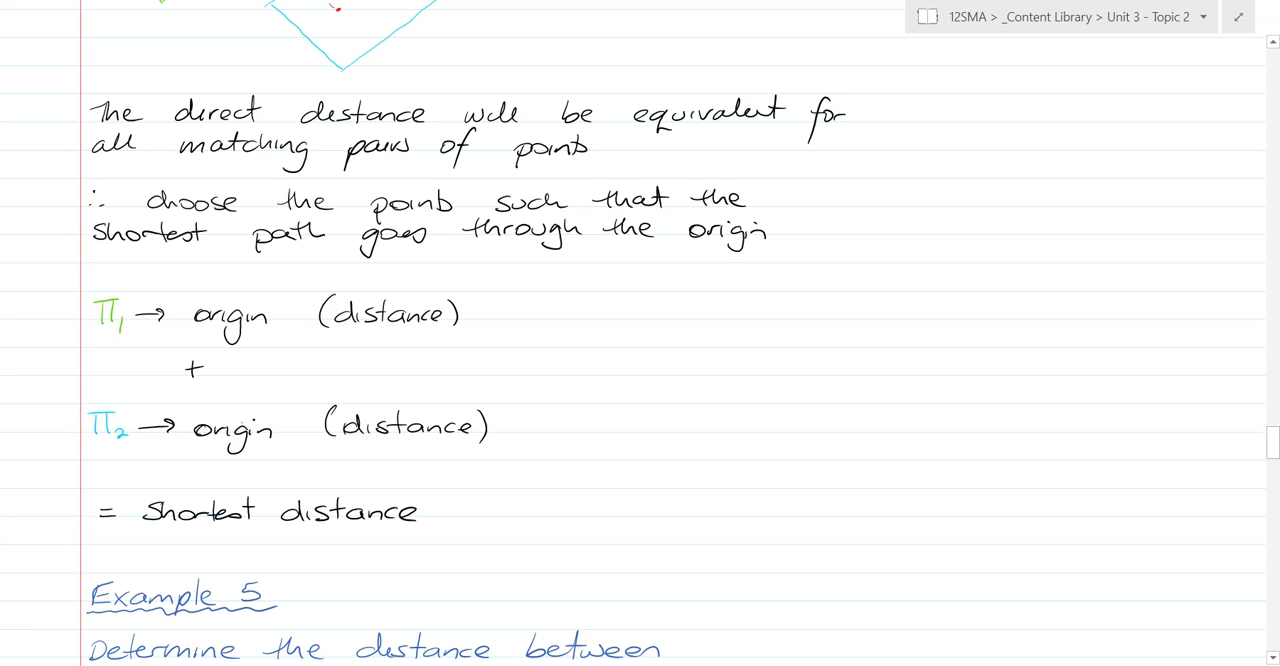 12SMA > _Content Library > Unit 3 - Topic 2
The direct distance will be equivalent for
all matching pairs of points
∴ choose the points such that the
shortest path goes through the origin
Π₁ → origin (distance)
+
Π₂ → origin (distance)
= Shortest distance
Example 5
Determine the distance between